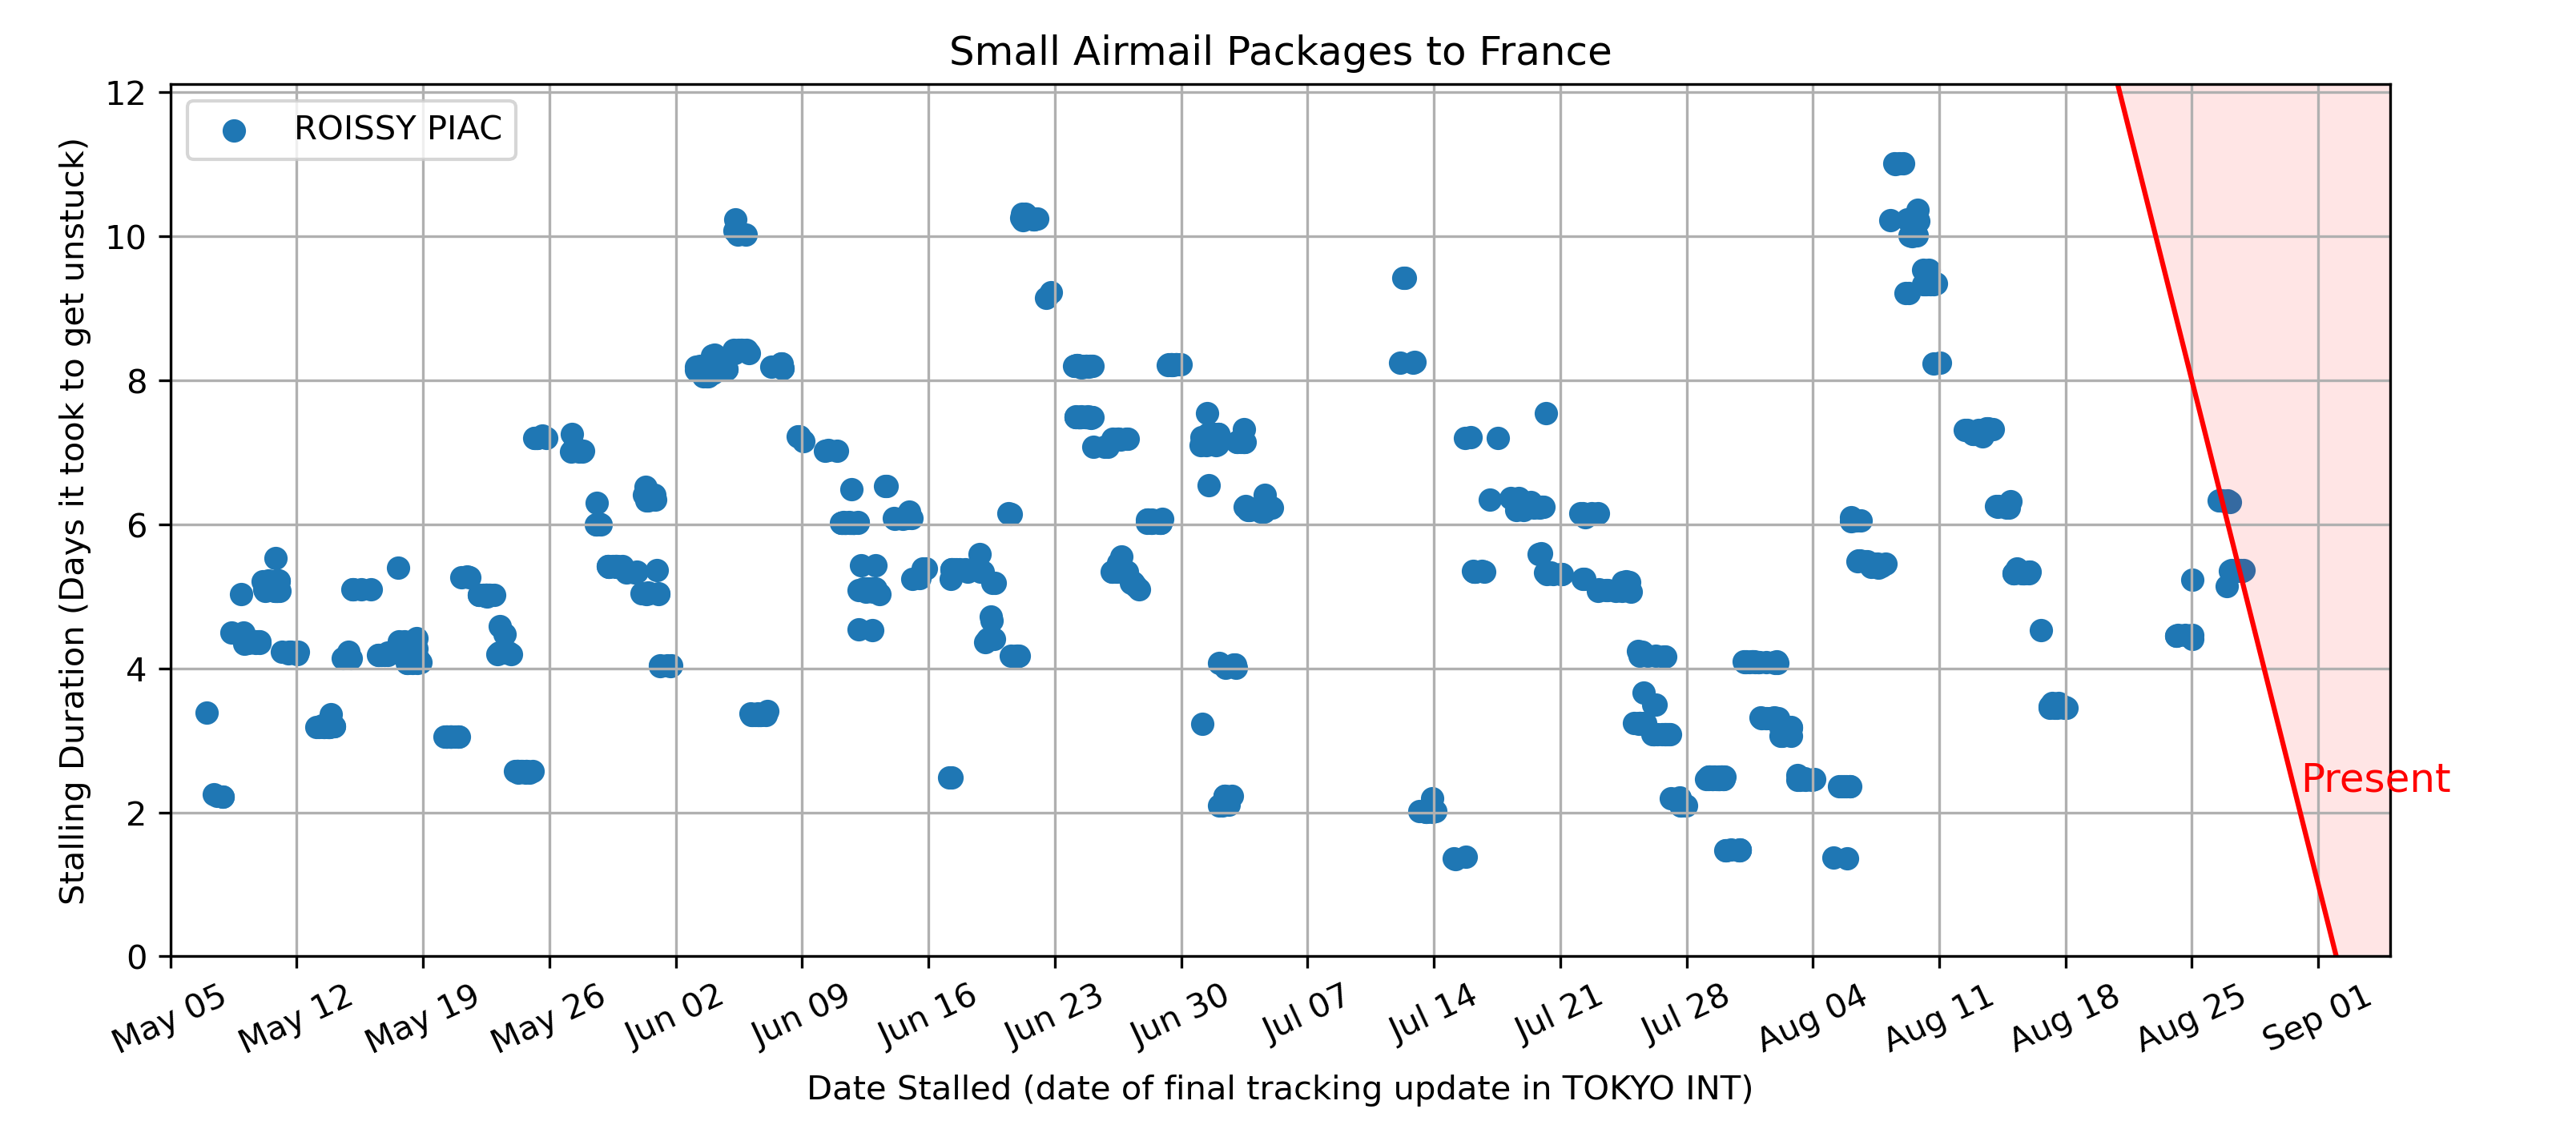 Small Airmail Packages to France
ROISSY PIAC
Stalling Duration (Days it took to get unstuck)
12
10
8
6
4
2
0
Present
May 05
May 12
May 19
May 26
Jun 02
Jun 09
Jun 16
Jun 23
Jun 30
Jul 07
Jul 14
Jul 21
Jul 28
Aug 04
Aug 11
Aug 18
Aug 25
Sep 01
Date Stalled (date of final tracking update in TOKYO INT)